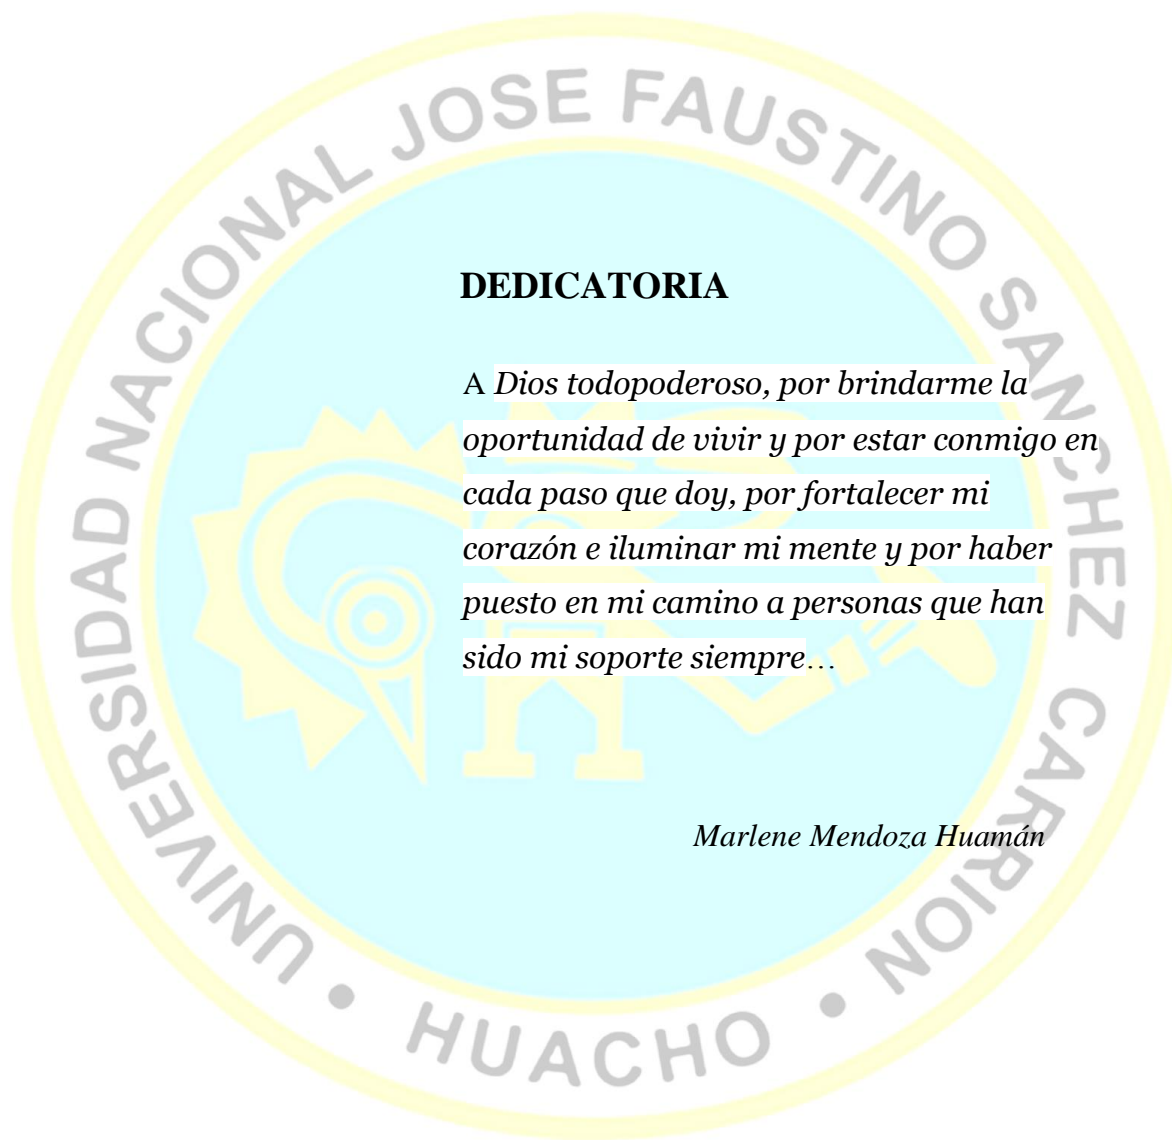 UNIVERSIDAD NACIONAL JOSE FAUSTINO SANCHEZ CARRION
• HUACHO •
DEDICATORIA
A Dios todopoderoso, por brindarme la
oportunidad de vivir y por estar conmigo en
cada paso que doy, por fortalecer mi
corazón e iluminar mi mente y por haber
puesto en mi camino a personas que han
sido mi soporte siempre…
Marlene Mendoza Huamán